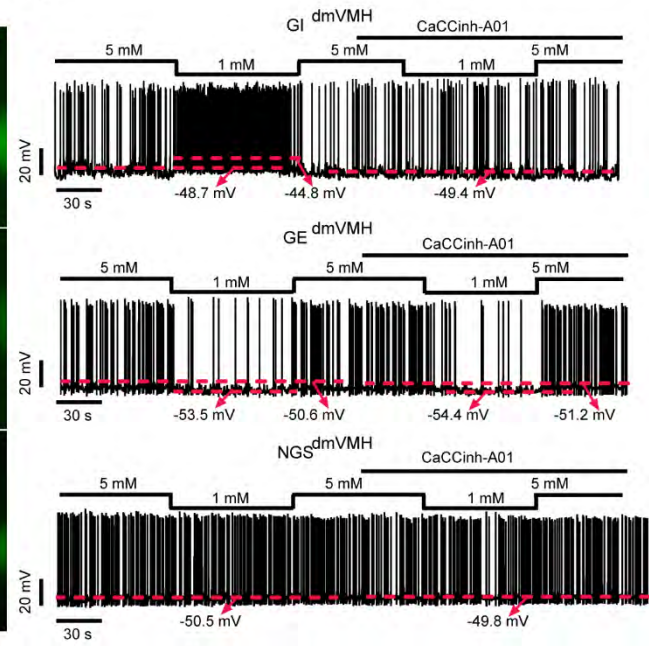 GI dmVMH
CaCCinh-A01
5 mM 1 mM 5 mM 1 mM 5 mM
20 mV
30 s
-48.7 mV -44.8 mV -49.4 mV
GE dmVMH
CaCCinh-A01
5 mM 1 mM 5 mM 1 mM 5 mM
20 mV
30 s
-53.5 mV -50.6 mV -54.4 mV -51.2 mV
NGS dmVMH
CaCCinh-A01
5 mM 1 mM 5 mM 1 mM 5 mM
20 mV
30 s
-50.5 mV -49.8 mV